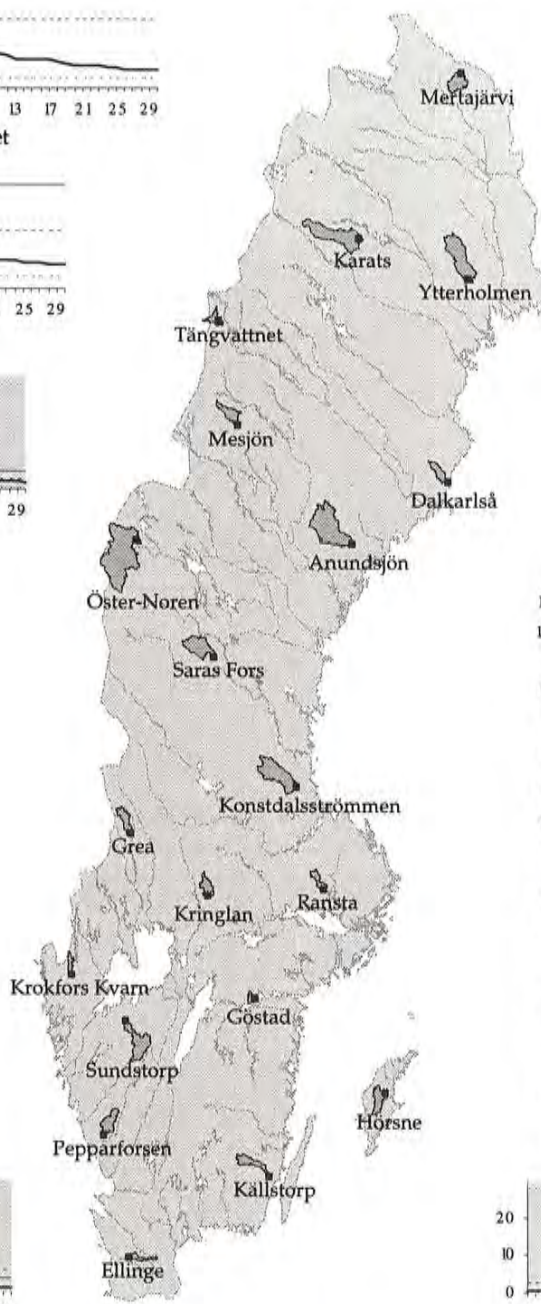 13 17 21 25 29
et
25 29
29
Mertajärvi
Karats
Ytterholmen
Tängvattnet
Mesjön
Dalkarlså
Anundsjön
Öster-Noren
Saras Fors
Konstdalsströmmen
Grea
Kringlan
Ransta
Krokfors Kvarn
Göstad
Sundstorp
Hörsne
Pepparforsen
Källstorp
Ellinge
20
10
0